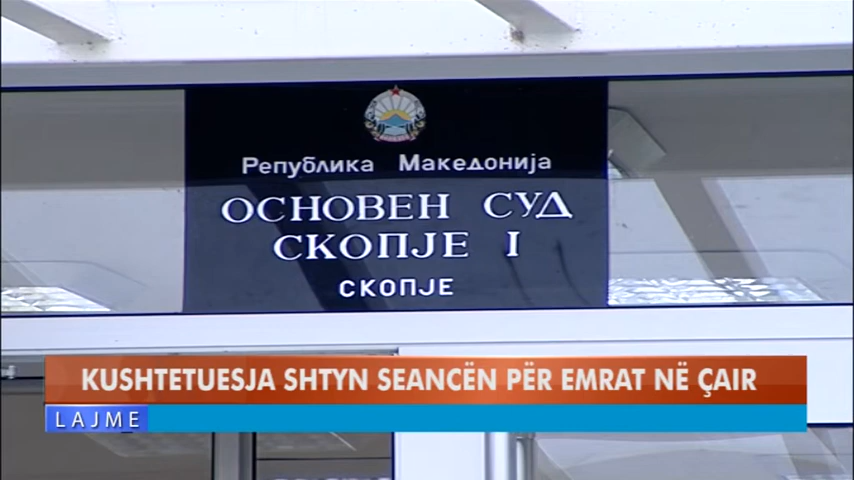 Република Македонија
ОСНОВЕН СУД
СКОПЈЕ I
СКОПЈЕ
KUSHTETUESJA SHTYN SEANCËN PËR EMRAT NË ÇAIR
LAJME